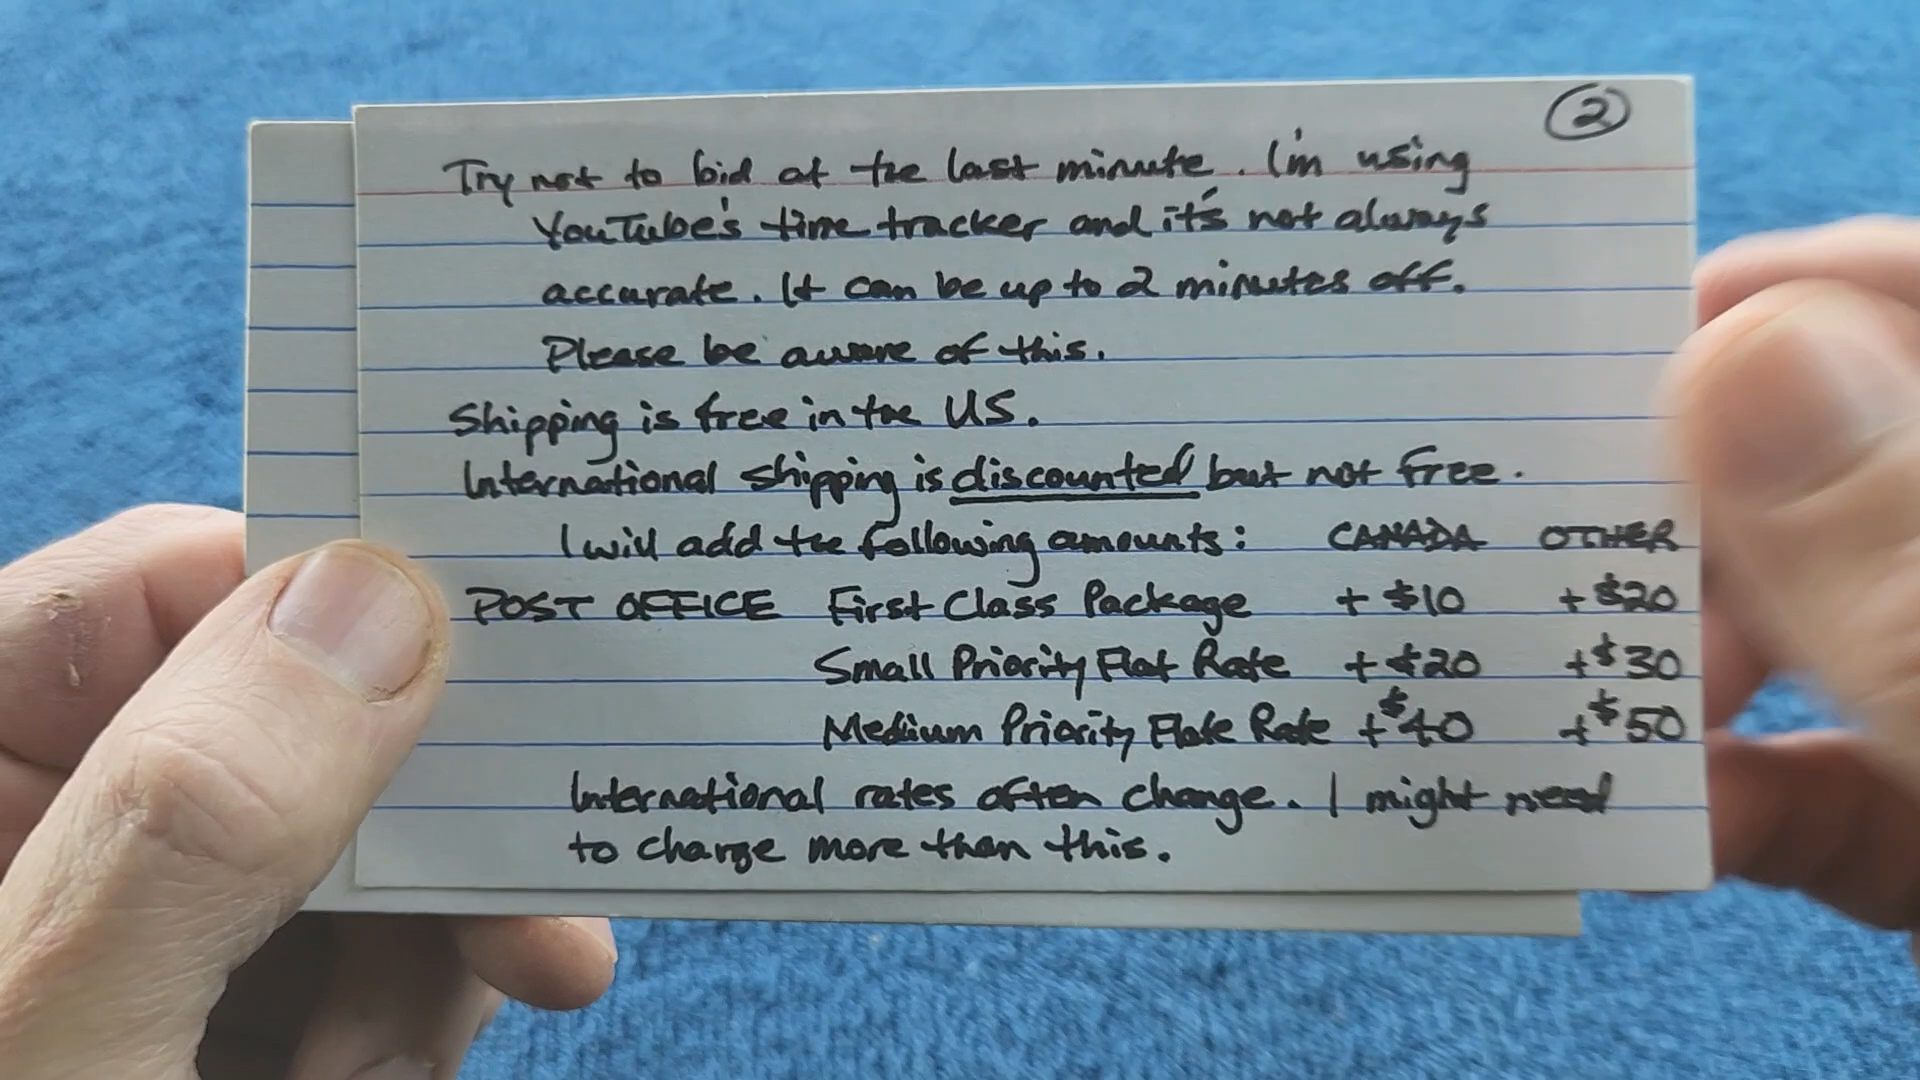 2
Try not to bid at the last minute. I'm using
YouTube's time tracker and it's not always
accurate. It can be up to 2 minutes off.
Please be aware of this.
Shipping is free in the US.
International shipping is discounted but not free.
I will add the following amounts: CANADA OTHER
POST OFFICE First Class Package + $10 + $20
Small Priority Flat Rate + $20 + $30
Medium Priority Flate Rate + $40 + $50
International rates often change. I might need
to charge more than this.